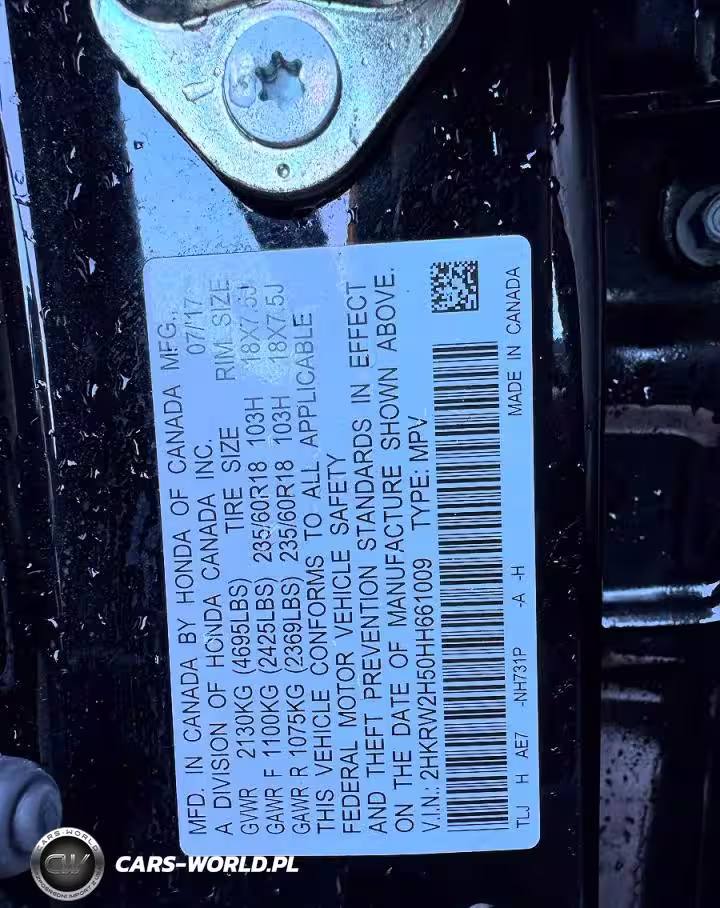 MFD. IN CANADA BY HONDA OF CANADA MFG.,
A DIVISION OF HONDA CANADA INC. 07/17
GVWR 2130KG (4695LBS) TIRE SIZE RIM SIZE
GAWR F 1100KG (2425LBS) 235/60R18 103H 18X7.5J
GAWR R 1075KG (2369LBS) 235/60R18 103H 18X7.5J
THIS VEHICLE CONFORMS TO ALL APPLICABLE
FEDERAL MOTOR VEHICLE SAFETY
AND THEFT PREVENTION STANDARDS IN EFFECT
ON THE DATE OF MANUFACTURE SHOWN ABOVE.
V.I.N.: 2HKRW2H50HH661009 TYPE: MPV
TLJ H AE7 -NH731P -A -H MADE IN CANADA
CARS-WORLD
CW
CARS-WORLD.PL